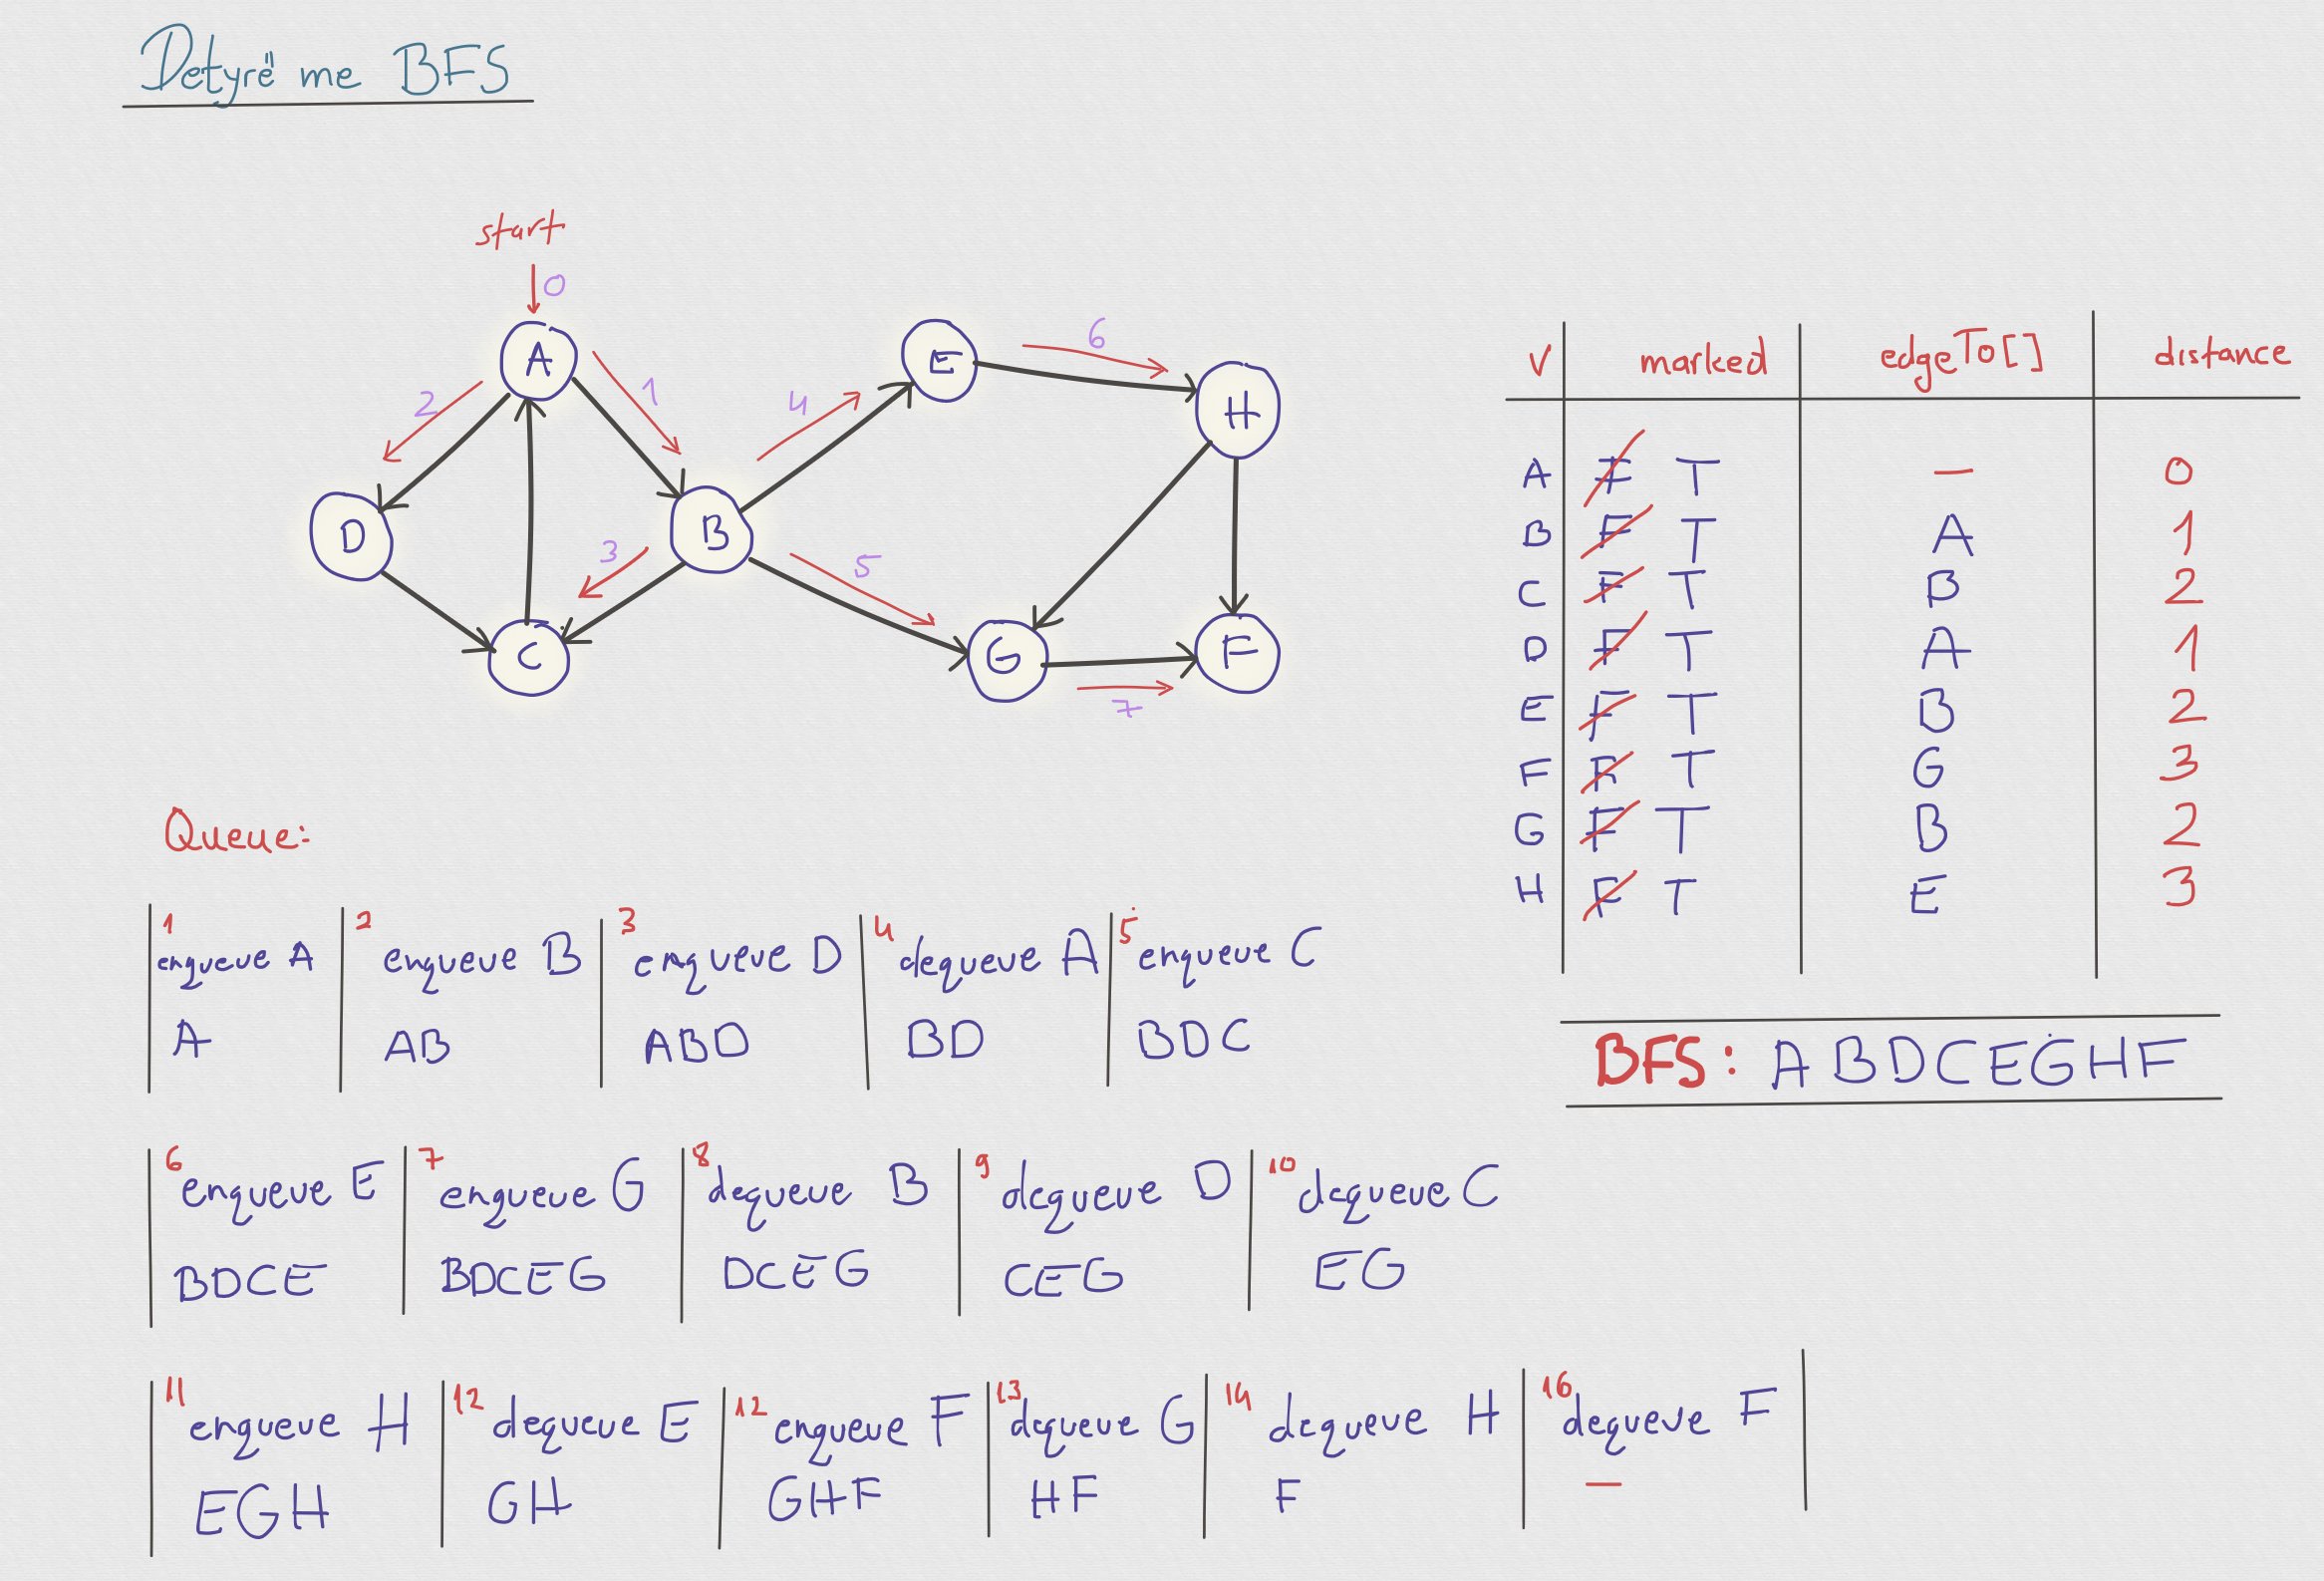 Detyrë me BFS
start
0
A
2
1
E
4
6
H
D
B
3
5
C
G
F
7
V marked edgeTo[] distance
A F T — 0
B F T A 1
C F T B 2
D F T A 1
E F T B 2
F F T G 3
G F T B 2
H F T E 3
BFS: A B D C E G H F
Queue:
1 enqueue A
A
2 enqueue B
AB
3 enqueue D
ABD
4 dequeue A
BD
5 enqueue C
BDC
6 enqueue E
BDCE
7 enqueue G
BDCEG
8 dequeue B
DCEG
9 dequeue D
CEG
10 dequeue C
EG
11 enqueue H
EGH
12 dequeue E
GH
12 enqueue F
GHF
13 dequeue G
HF
14 dequeue H
F
16 dequeue F
—